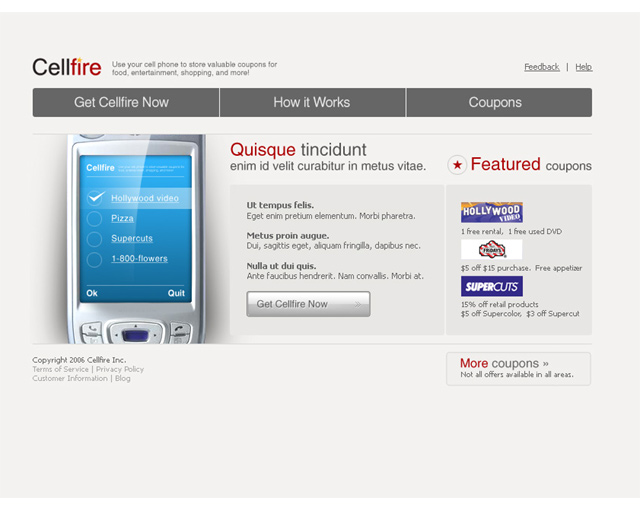 Cellfire
Use your cell phone to store valuable coupons for
food, entertainment, shopping, and more!
Feedback | Help
Get Cellfire Now
How it Works
Coupons
Cellfire
Hollywood video
Pizza
Supercuts
1-800-flowers
Ok
Quit
Quisque tincidunt
enim id velit curabitur in metus vitae.
Ut tempus felis.
Eget enim pretium elementum. Morbi pharetra.
Metus proin augue.
Dui, sagittis eget, aliquam fringilla, dapibus nec.
Nulla ut dui quis.
Ante faucibus hendrerit. Nam convallis. Morbi at.
Get Cellfire Now >
Featured coupons
HOLLYWOOD
VIDEO
1 free rental, 1 free used DVD
FRIDAYS
$5 off $15 purchase. Free appetizer
SUPERCUTS
15% off retail products
$5 off Supercolor, $3 off Supercut
Copyright 2006 Cellfire Inc.
Terms of Service | Privacy Policy
Customer Information | Blog
More coupons »
Not all offers available in all areas.